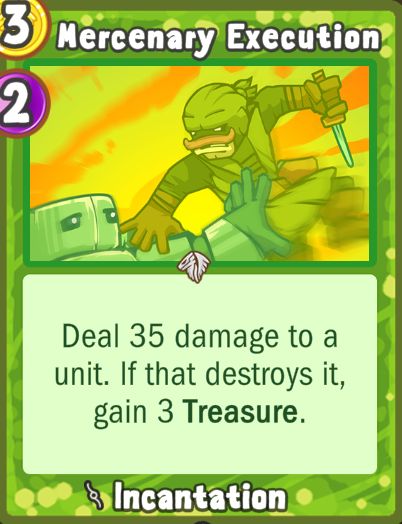 3
Mercenary Execution
2
Deal 35 damage to a
unit. If that destroys it,
gain 3 Treasure.
Incantation